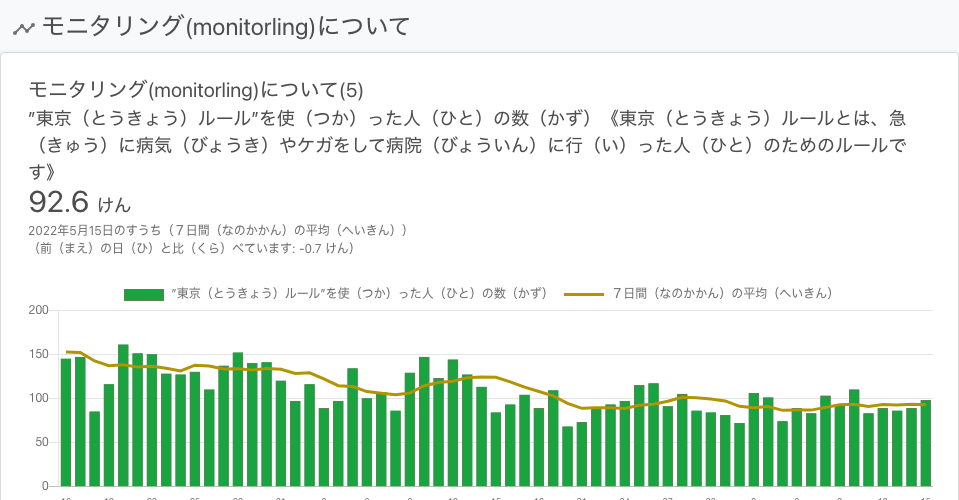 モニタリング(monitorling)について
モニタリング(monitorling)について(5)
”東京（とうきょう）ルール”を使（つか）った人（ひと）の数（かず）《東京（とうきょう）ルールとは、急
（きゅう）に病気（びょうき）やケガをして病院（びょういん）に行（い）った人（ひと）のためのルールで
す》
92.6 けん
2022年5月15日のすうち（７日間（なのかかん）の平均（へいきん））
（前（まえ）の日（ひ）と比（くら）べています: -0.7 けん）
”東京（とうきょう）ルール”を使（つか）った人（ひと）の数（かず） ７日間（なのかかん）の平均（へいきん）
200
150
100
50
0